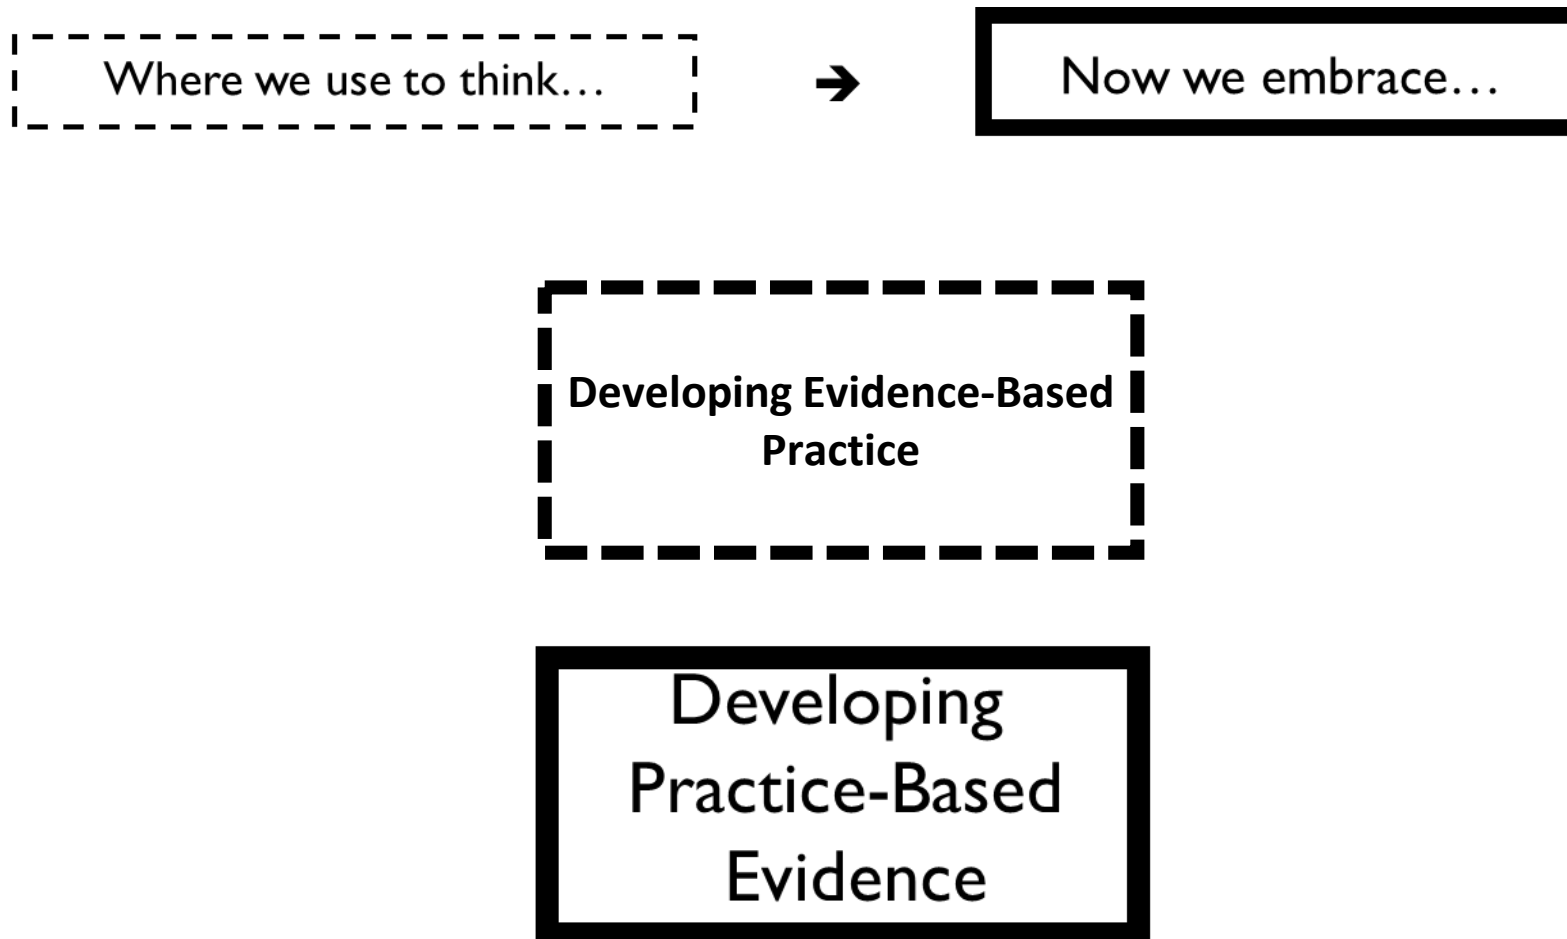 Where we use to think…
➔
Now we embrace…
Developing Evidence-Based
Practice
Developing
Practice-Based
Evidence